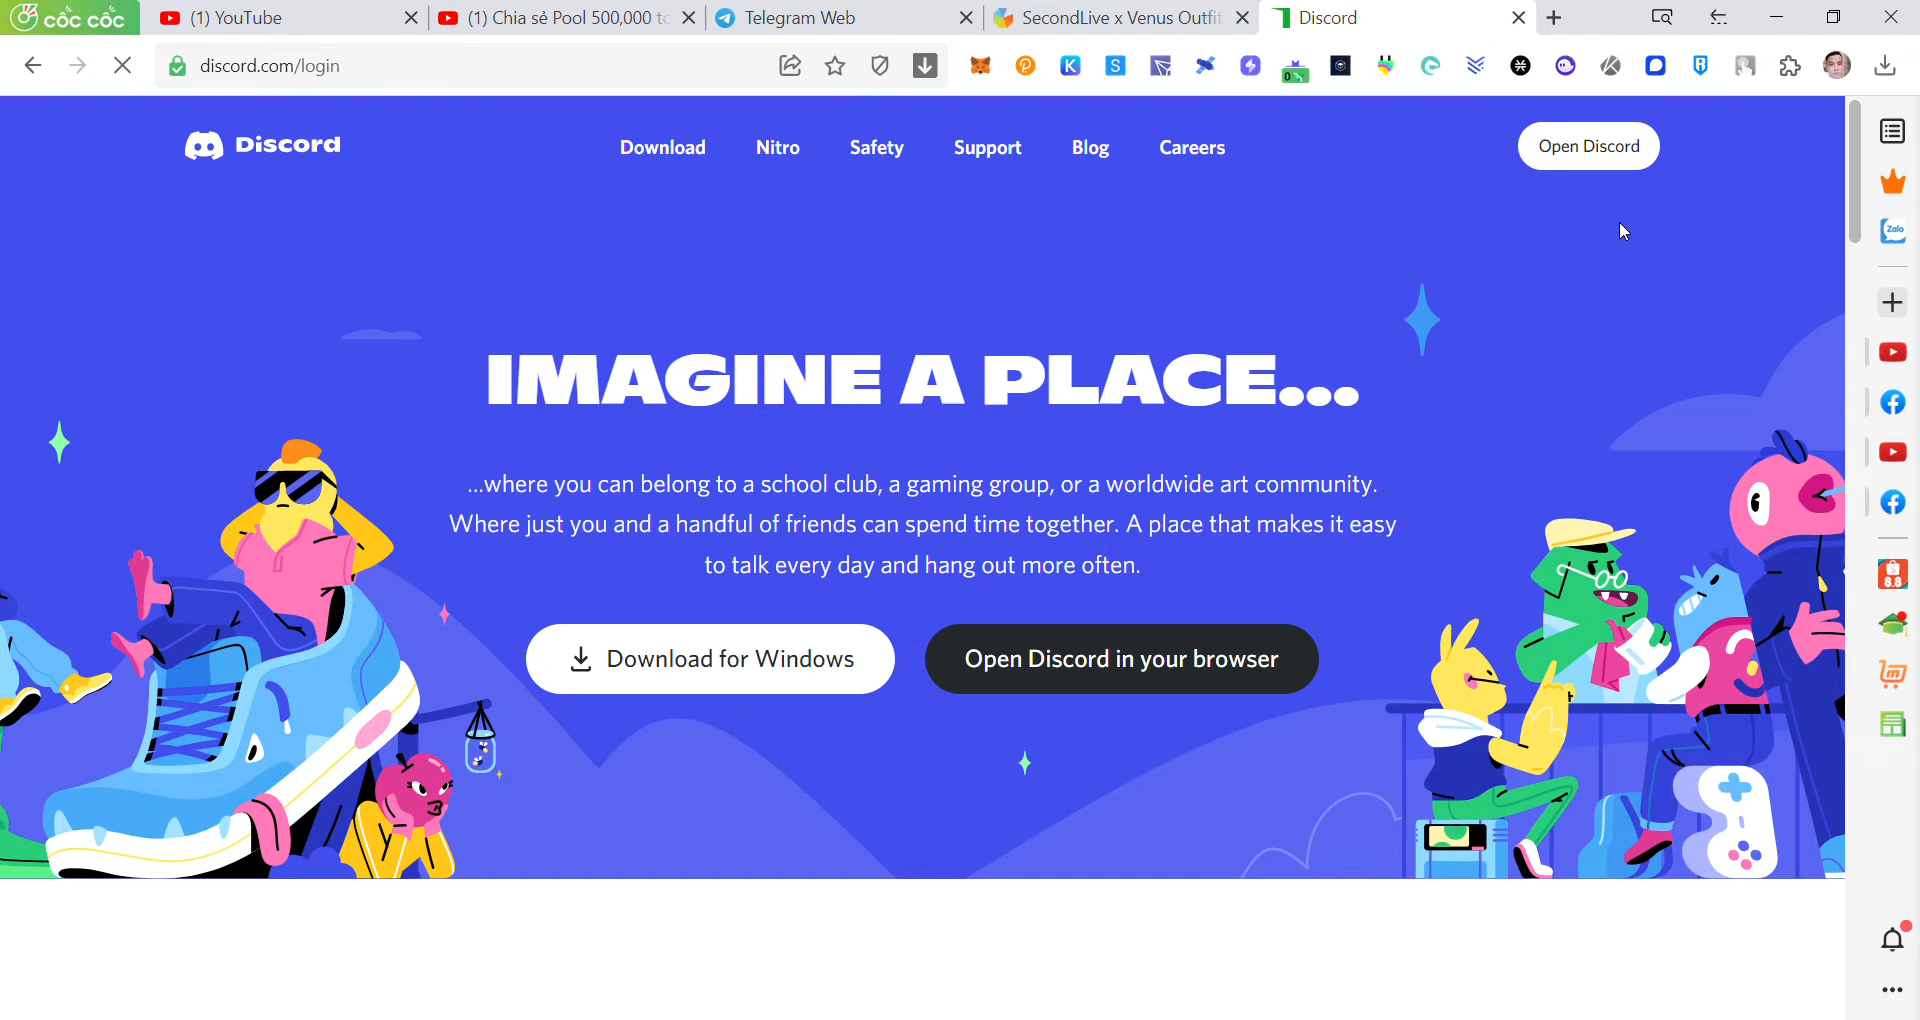 cốc cốc
(1) YouTube
(1) Chia sẻ Pool 500,000 tc
Telegram Web
SecondLive x Venus Outfit
Discord
discord.com/login
Discord
Download
Nitro
Safety
Support
Blog
Careers
Open Discord
IMAGINE A PLACE...
...where you can belong to a school club, a gaming group, or a worldwide art community.
Where just you and a handful of friends can spend time together. A place that makes it easy
to talk every day and hang out more often.
Download for Windows
Open Discord in your browser
Zalo
8.8